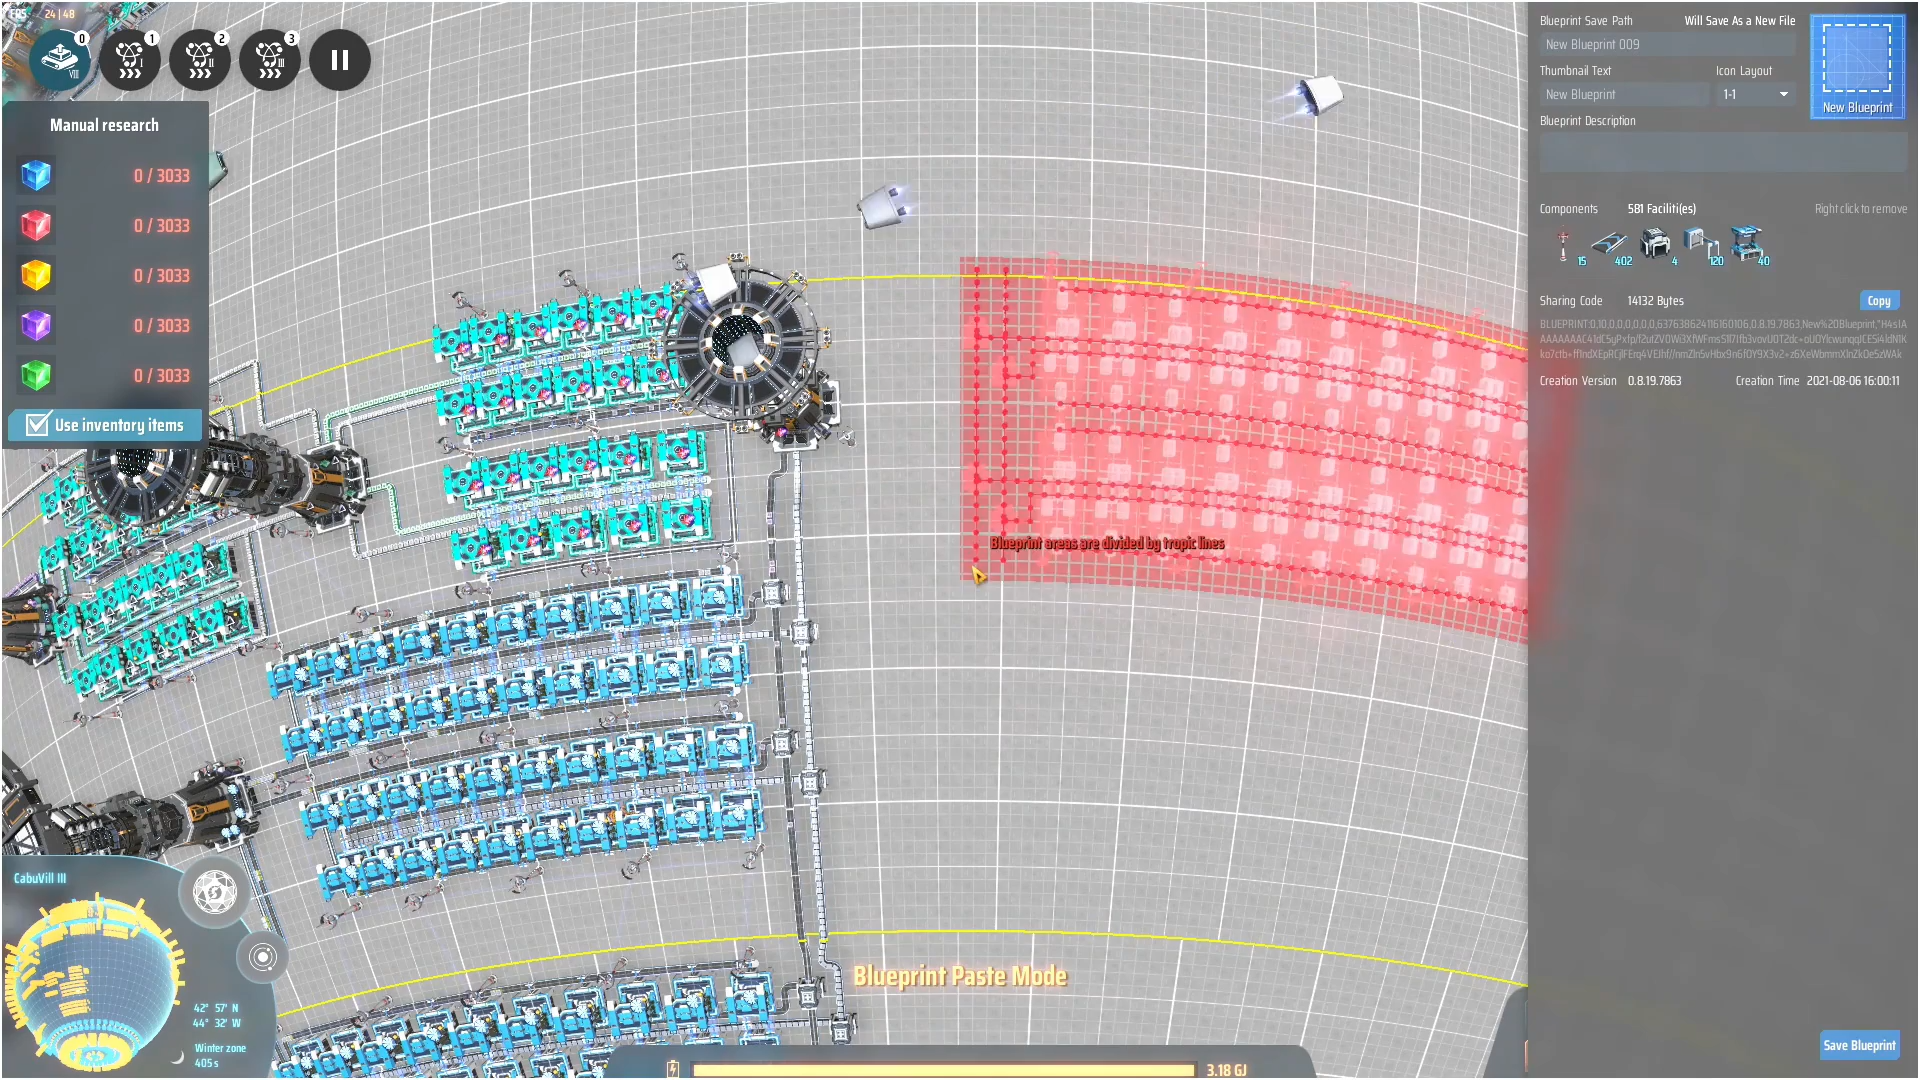 FPS 24 | 48
0
1
2
3
VIII
I
II
III
Manual research
0 / 3033
0 / 3033
0 / 3033
0 / 3033
0 / 3033
Use inventory items
Blueprint areas are divided by tropic lines
Blueprint Paste Mode
CabuVill III
42° 57' N
44° 32' W
Winter zone
405 s
3.18 GJ
Blueprint Save Path Will Save As a New File
New Blueprint 009
Thumbnail Text Icon Layout
New Blueprint 1-1
New Blueprint
Blueprint Description
Components 581 Faciliti(es) Right click to remove
15 402 4 120 40
Sharing Code 14132 Bytes Copy
Creation Version 0.8.19.7863 Creation Time 2021-08-06 16:00:11
Save Blueprint